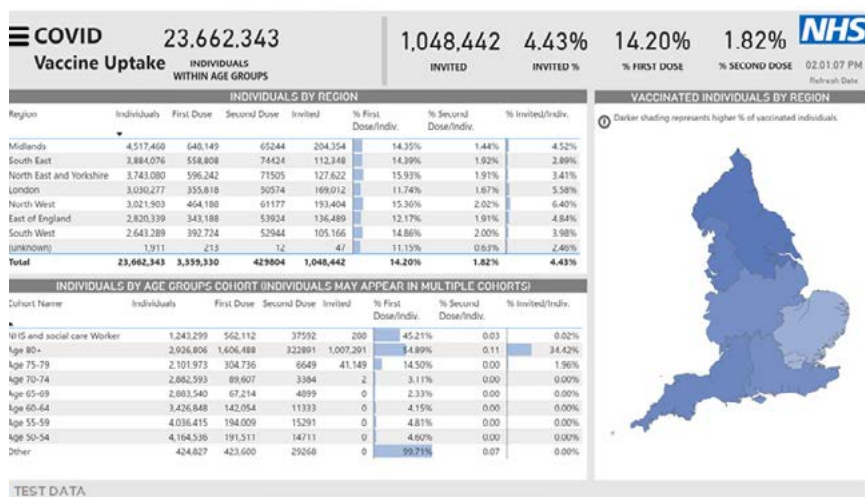 COVID
Vaccine Uptake
23,662,343
INDIVIDUALS
WITHIN AGE GROUPS
1,048,442
INVITED
4.43%
INVITED %
14.20%
% FIRST DOSE
1.82%
% SECOND DOSE
NHS
02.01.07 PM
Refresh Date
INDIVIDUALS BY REGION
Region Individuals First Dose Second Dose Invited % First Dose/Indiv. % Second Dose/Indiv. % Invited/Indiv.
Midlands 4,517,460 648,149 65244 204,354 14.35% 1.44% 4.52%
South East 3,884,076 558,808 74424 112,348 14.39% 1.92% 2.89%
North East and Yorkshire 3,743,080 596,242 71505 127,622 15.93% 1.91% 3.41%
London 3,030,277 355,818 50574 169,012 11.74% 1.67% 5.58%
North West 3,021,903 464,188 61177 193,404 15.36% 2.02% 6.40%
East of England 2,820,339 343,188 53924 136,489 12.17% 1.91% 4.84%
South West 2,643,289 392,724 52944 105,166 14.86% 2.00% 3.98%
(unknown) 1,911 213 12 47 11.15% 0.63% 2.46%
Total 23,662,343 3,359,330 429804 1,048,442 14.20% 1.82% 4.43%
INDIVIDUALS BY AGE GROUPS COHORT (INDIVIDUALS MAY APPEAR IN MULTIPLE COHORTS)
Cohort Name Individuals First Dose Second Dose Invited % First Dose/Indiv. % Second Dose/Indiv. % Invited/Indiv.
NHS and social care Worker 1,243,299 562,112 37592 200 45.21% 0.03 0.02%
Age 80+ 2,926,806 1,606,488 322891 1,007,291 54.89% 0.11 34.42%
Age 75-79 2,101,973 304,736 6649 41,149 14.50% 0.00 1.96%
Age 70-74 2,882,593 89,607 3384 2 3.11% 0.00 0.00%
Age 65-69 2,883,540 67,214 4099 0 2.33% 0.00 0.00%
Age 60-64 3,426,848 142,054 11333 0 4.15% 0.00 0.00%
Age 55-59 4,036,415 194,009 15291 0 4.81% 0.00 0.00%
Age 50-54 4,164,536 191,511 14711 0 4.60% 0.00 0.00%
Other 424,827 423,600 29268 0 99.71% 0.07 0.00%
VACCINATED INDIVIDUALS BY REGION
Darker shading represents higher % of vaccinated individuals.
TEST DATA